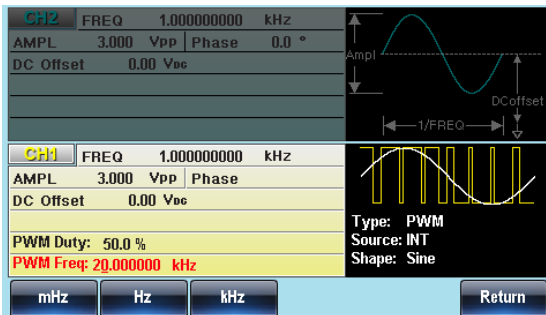 CH2 FREQ 1.000000000 kHz
AMPL 3.000 Vpp Phase 0.0 °
DC Offset 0.00 VDC
Ampl
DCoffset
1/FREQ
CH1 FREQ 1.000000000 kHz
AMPL 3.000 Vpp Phase
DC Offset 0.00 VDC
PWM Duty: 50.0 %
PWM Freq: 20.000000 kHz
Type: PWM
Source: INT
Shape: Sine
mHz Hz kHz Return